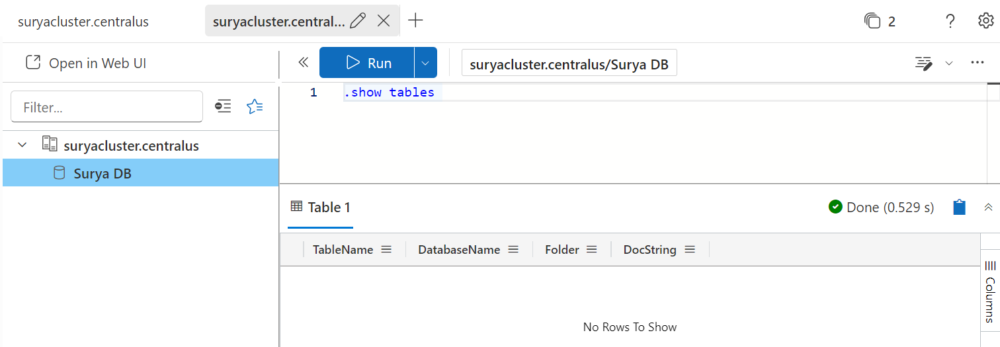 suryacluster.centralus
suryacluster.central...
2
Open in Web UI
Run
suryacluster.centralus/Surya DB
Filter...
1
.show tables
suryacluster.centralus
Surya DB
Table 1
Done (0.529 s)
TableName
DatabaseName
Folder
DocString
Columns
No Rows To Show